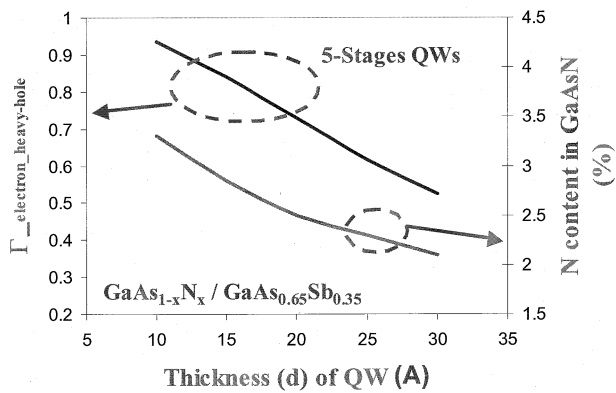 5-Stages QWs
GaAs1-xNx / GaAs0.65Sb0.35
Γ_electron_heavy-hole
1
0.9
0.8
0.7
0.6
0.5
0.4
0.3
0.2
N content in GaAsN
(%)
4.5
4
3.5
3
2.5
2
1.5
5 10 15 20 25 30 35
Thickness (d) of QW (A)